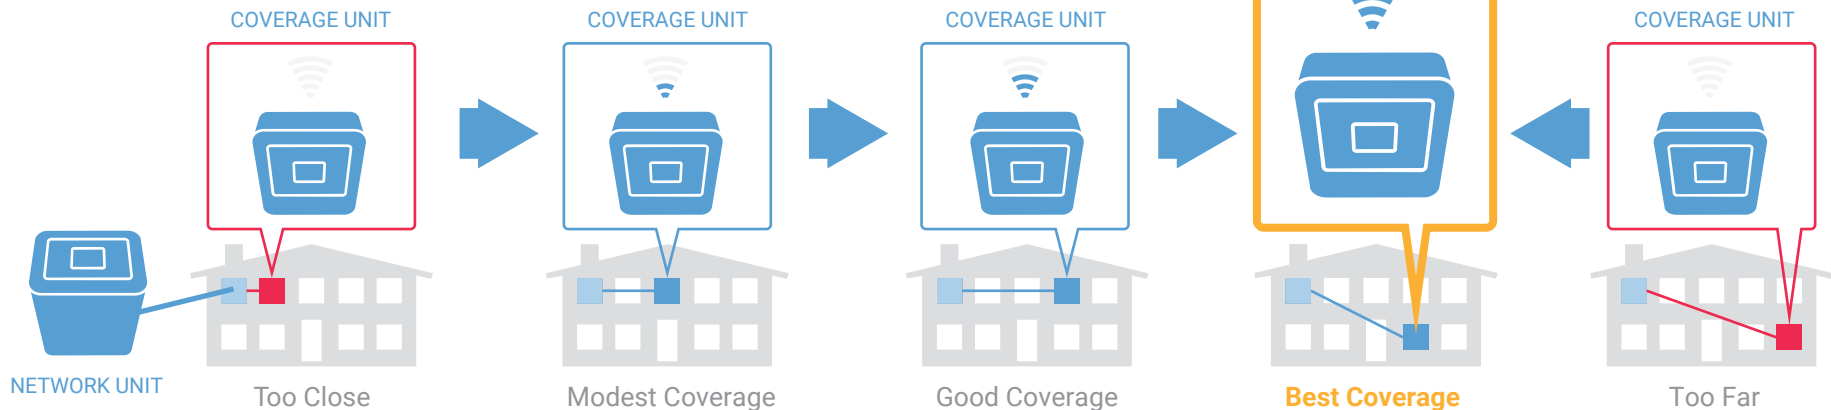 COVERAGE UNIT
COVERAGE UNIT
COVERAGE UNIT
COVERAGE UNIT
NETWORK UNIT
Too Close
Modest Coverage
Good Coverage
Best Coverage
Too Far